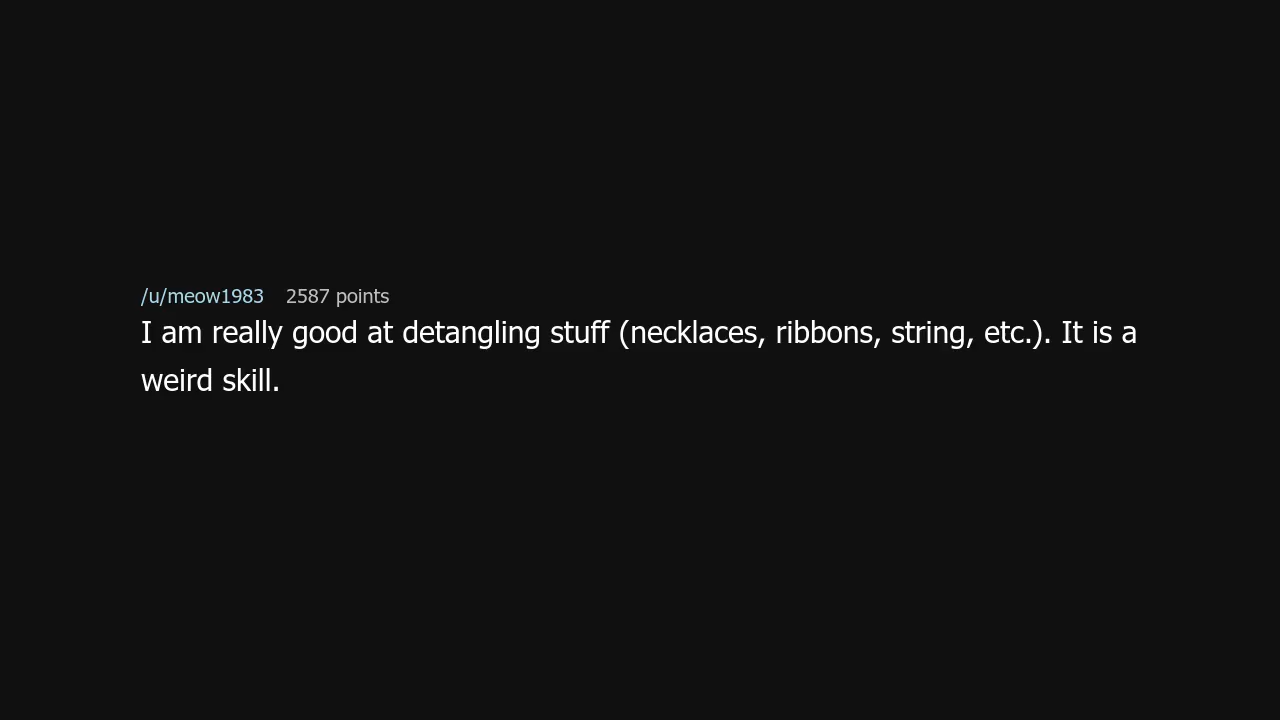 /u/meow1983 2587 points
I am really good at detangling stuff (necklaces, ribbons, string, etc.). It is a
weird skill.